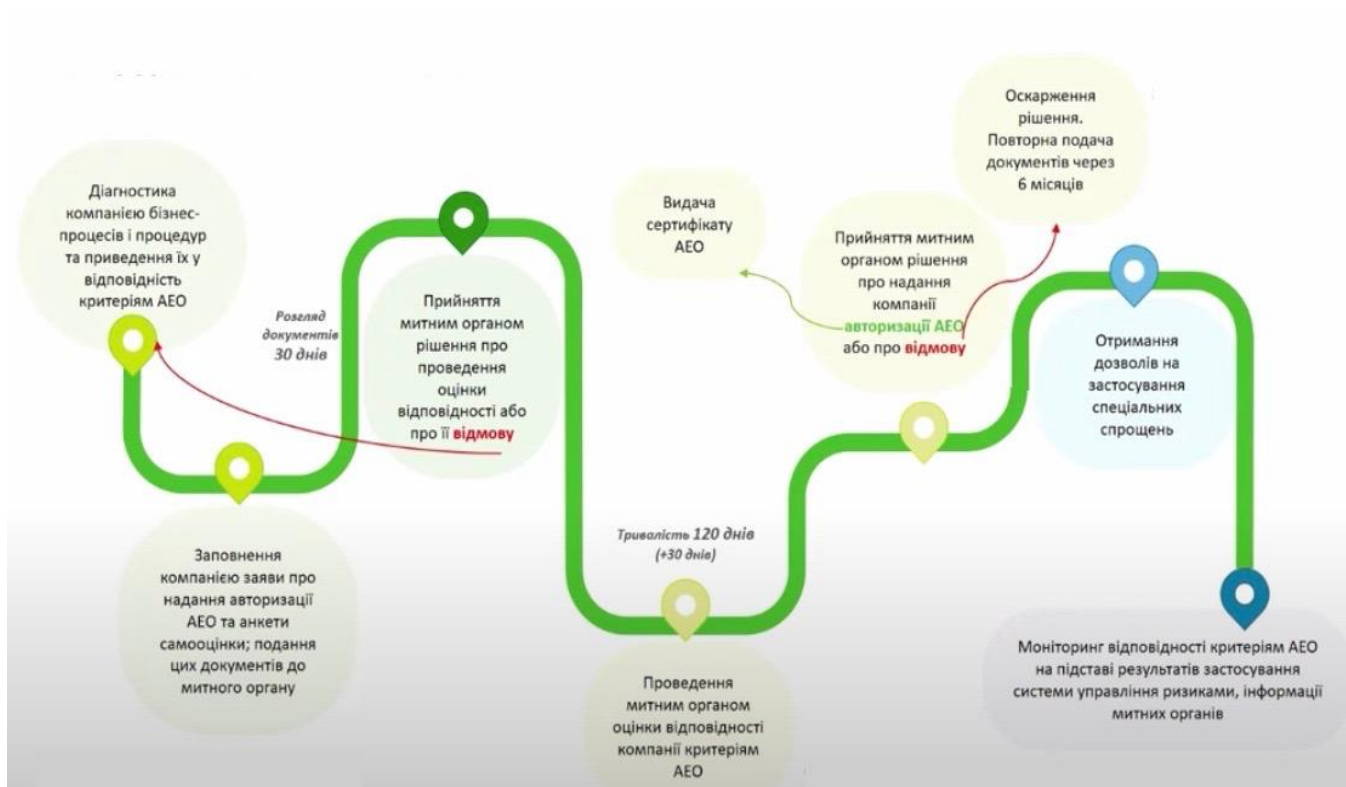 Діагностика
компанією бізнес-
процесів і процедур
та приведення їх у
відповідність
критеріям АЕО
Заповнення
компанією заяви про
надання авторизації
АЕО та анкети
самооцінки; подання
цих документів до
митного органу
Розгляд
документів
30 днів
Прийняття
митним органом
рішення про
проведення
оцінки
відповідності або
про її відмову
Тривалість 120 днів
(+30 днів)
Проведення
митним органом
оцінки відповідності
компанії критеріям
АЕО
Видача
сертифікату
АЕО
Прийняття митним
органом рішення
про надання
компанії
авторизації АЕО
або про відмову
Оскарження
рішення.
Повторна подача
документів через
6 місяців
Отримання
дозволів на
застосування
спеціальних
спрощень
Моніторинг відповідності критеріям АЕО
на підставі результатів застосування
системи управління ризиками, інформації
митних органів